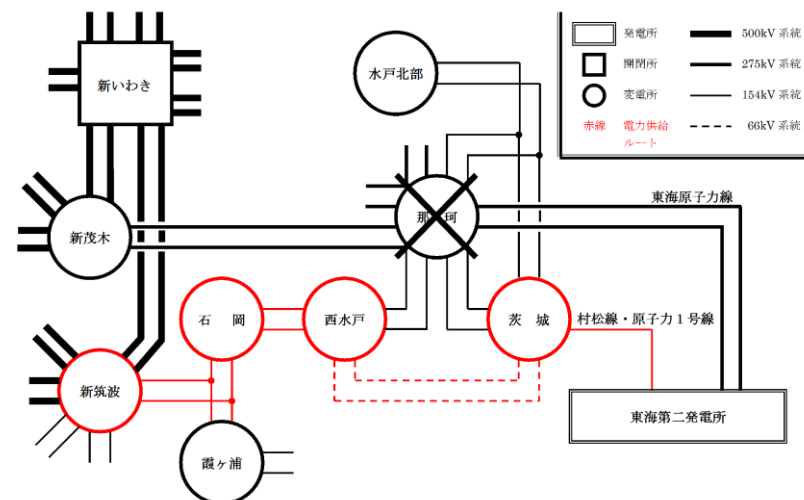 新いわき
水戸北部
発電所
500kV 系統
開閉所
275kV 系統
変電所
154kV 系統
赤線
電力供給
ルート
66kV 系統
那 珂
東海原子力線
新茂木
石 岡
西水戸
茨 城
村松線・原子力１号線
新筑波
東海第二発電所
霞ヶ浦